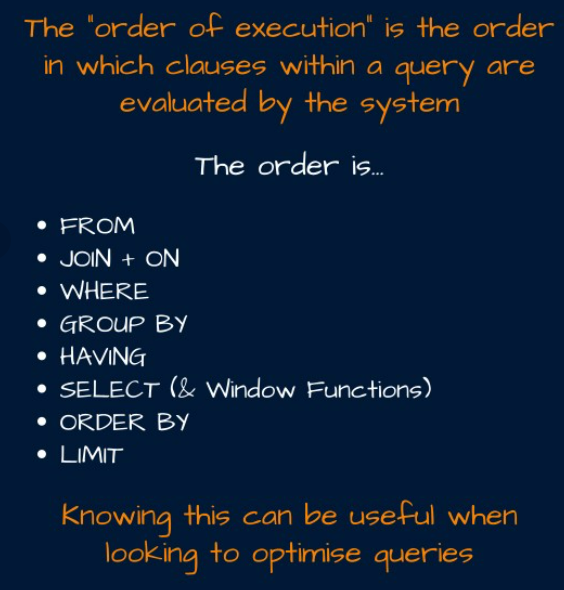 The "order of execution" is the order
in which clauses within a query are
evaluated by the system
The order is...
• FROM
• JOIN + ON
• WHERE
• GROUP BY
• HAVING
• SELECT (& Window Functions)
• ORDER BY
• LIMIT
Knowing this can be useful when
looking to optimise queries